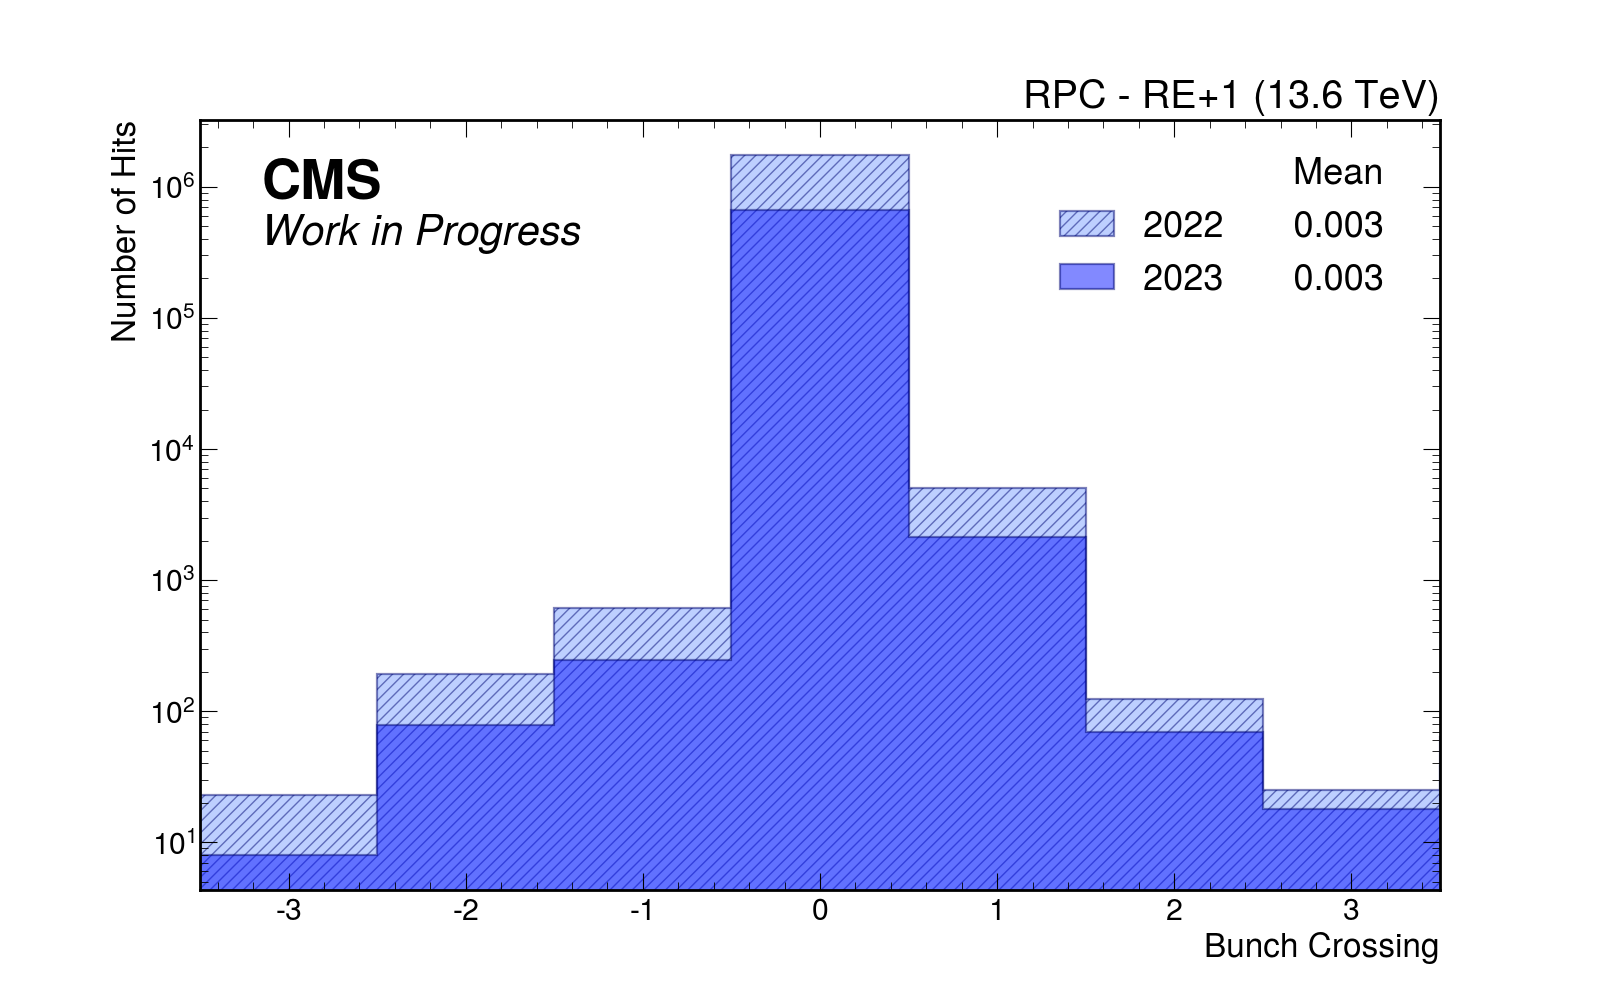 RPC - RE+1 (13.6 TeV)
Number of Hits
CMS
Work in Progress
Mean
2022 0.003
2023 0.003
10⁶
10⁵
10⁴
10³
10²
10¹
-3 -2 -1 0 1 2 3
Bunch Crossing